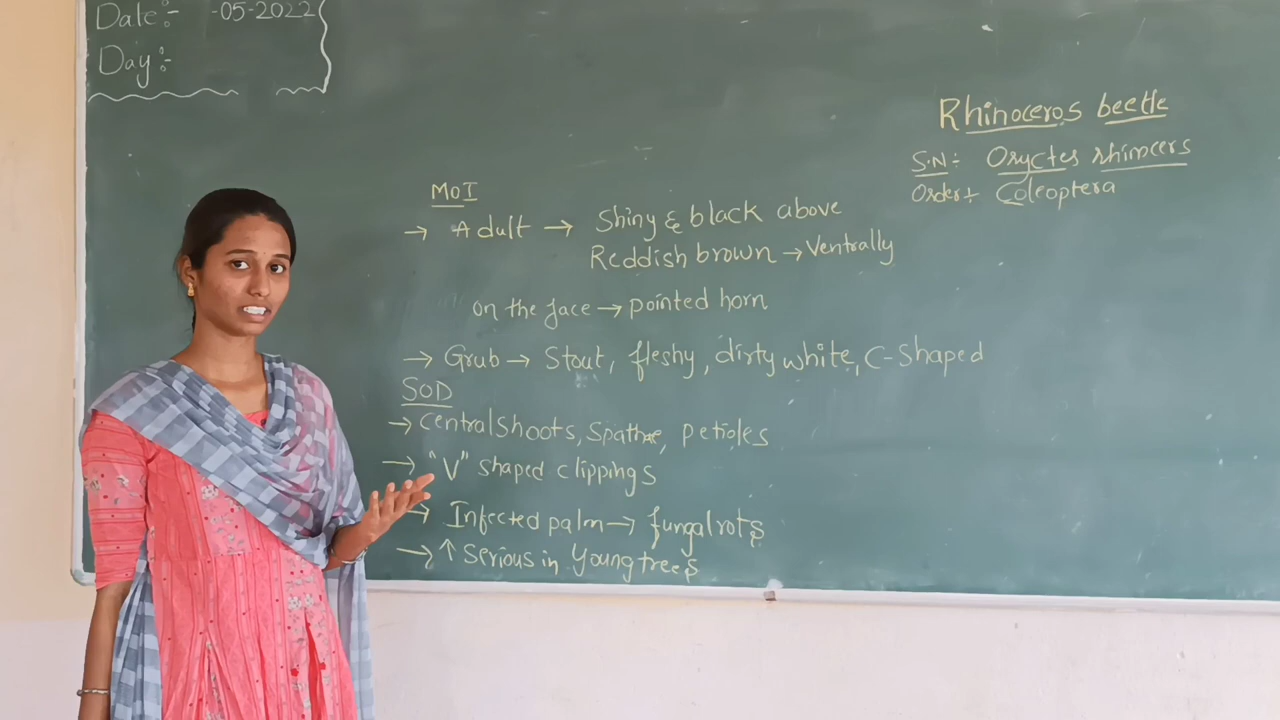 Date:- -05-2022
Day:-
Rhinoceros beetle
S.N:- Oryctes rhinocers
Order:- Coleoptera
MOI
→ Adult → Shiny & black above
Reddish brown → Ventrally
on the face → pointed horn
→ Grub → Stout, fleshy, dirty white, C-Shaped
SOD
→ Central shoots, Spathae, petioles
→ "V" shaped clippings
→ Infected palm → fungal rots
→ ↑ Serious in Young trees